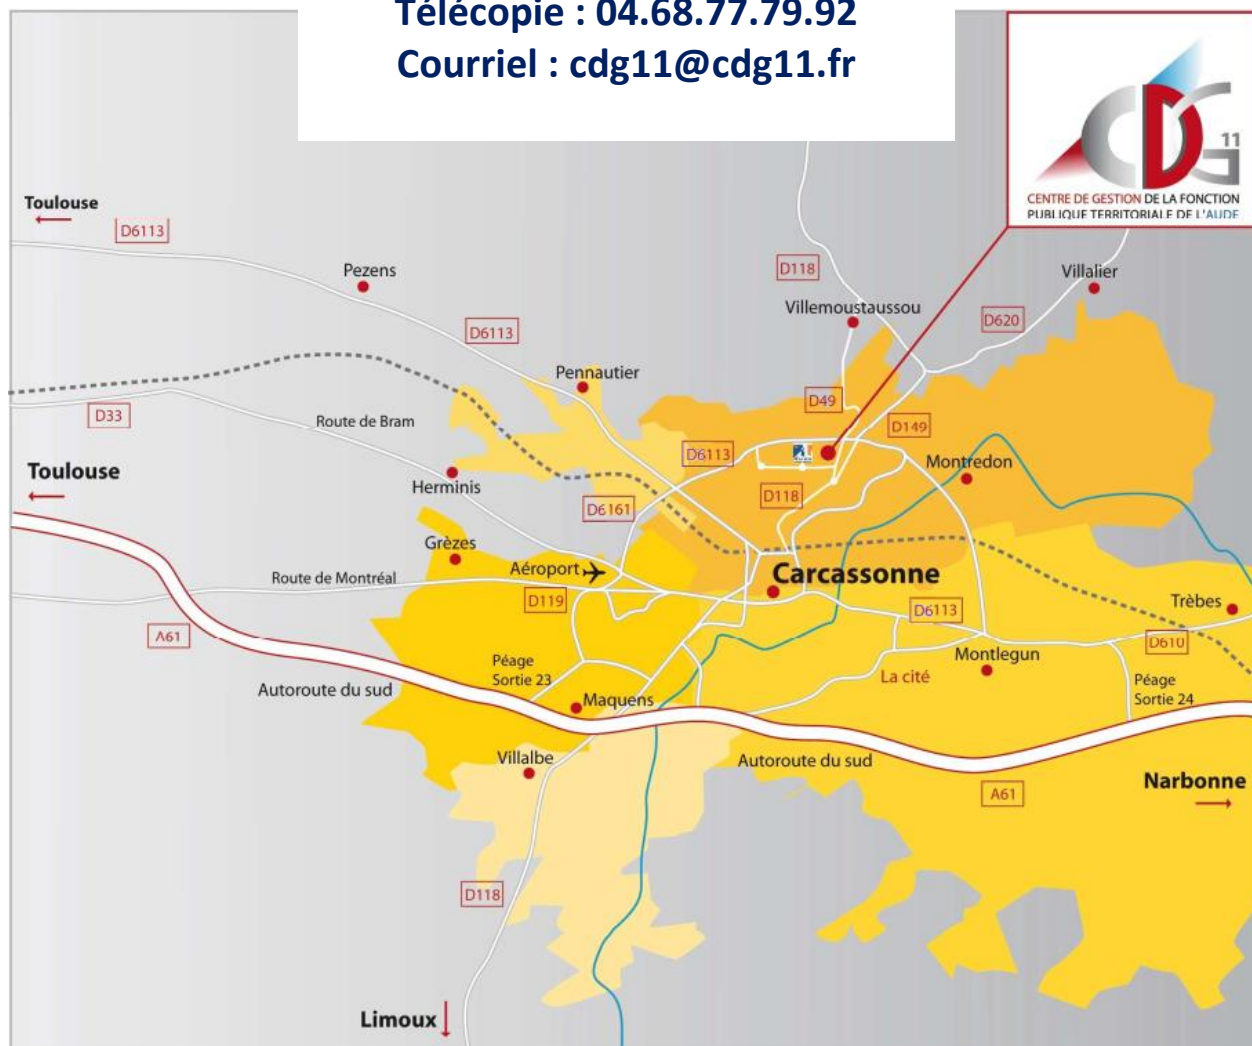 Télécopie : 04.68.77.79.92
Courriel : cdg11@cdg11.fr
CDG
11
CENTRE DE GESTION DE LA FONCTION
PUBLIQUE TERRITORIALE DE L'AUDE
Toulouse
D6113
Pezens
D118
Villalier
Villemoustaussou
D620
D6113
Pennautier
D49
D33
Route de Bram
D149
D6113
Montredon
Toulouse
Herminis
D118
D6161
Grèzes
Aéroport
Carcassonne
Route de Montréal
D119
D6113
Trèbes
A61
D610
Montlegun
Péage
Sortie 23
La cité
Péage
Sortie 24
Autoroute du sud
Maquens
Villalbe
Autoroute du sud
Narbonne
A61
D118
Limoux